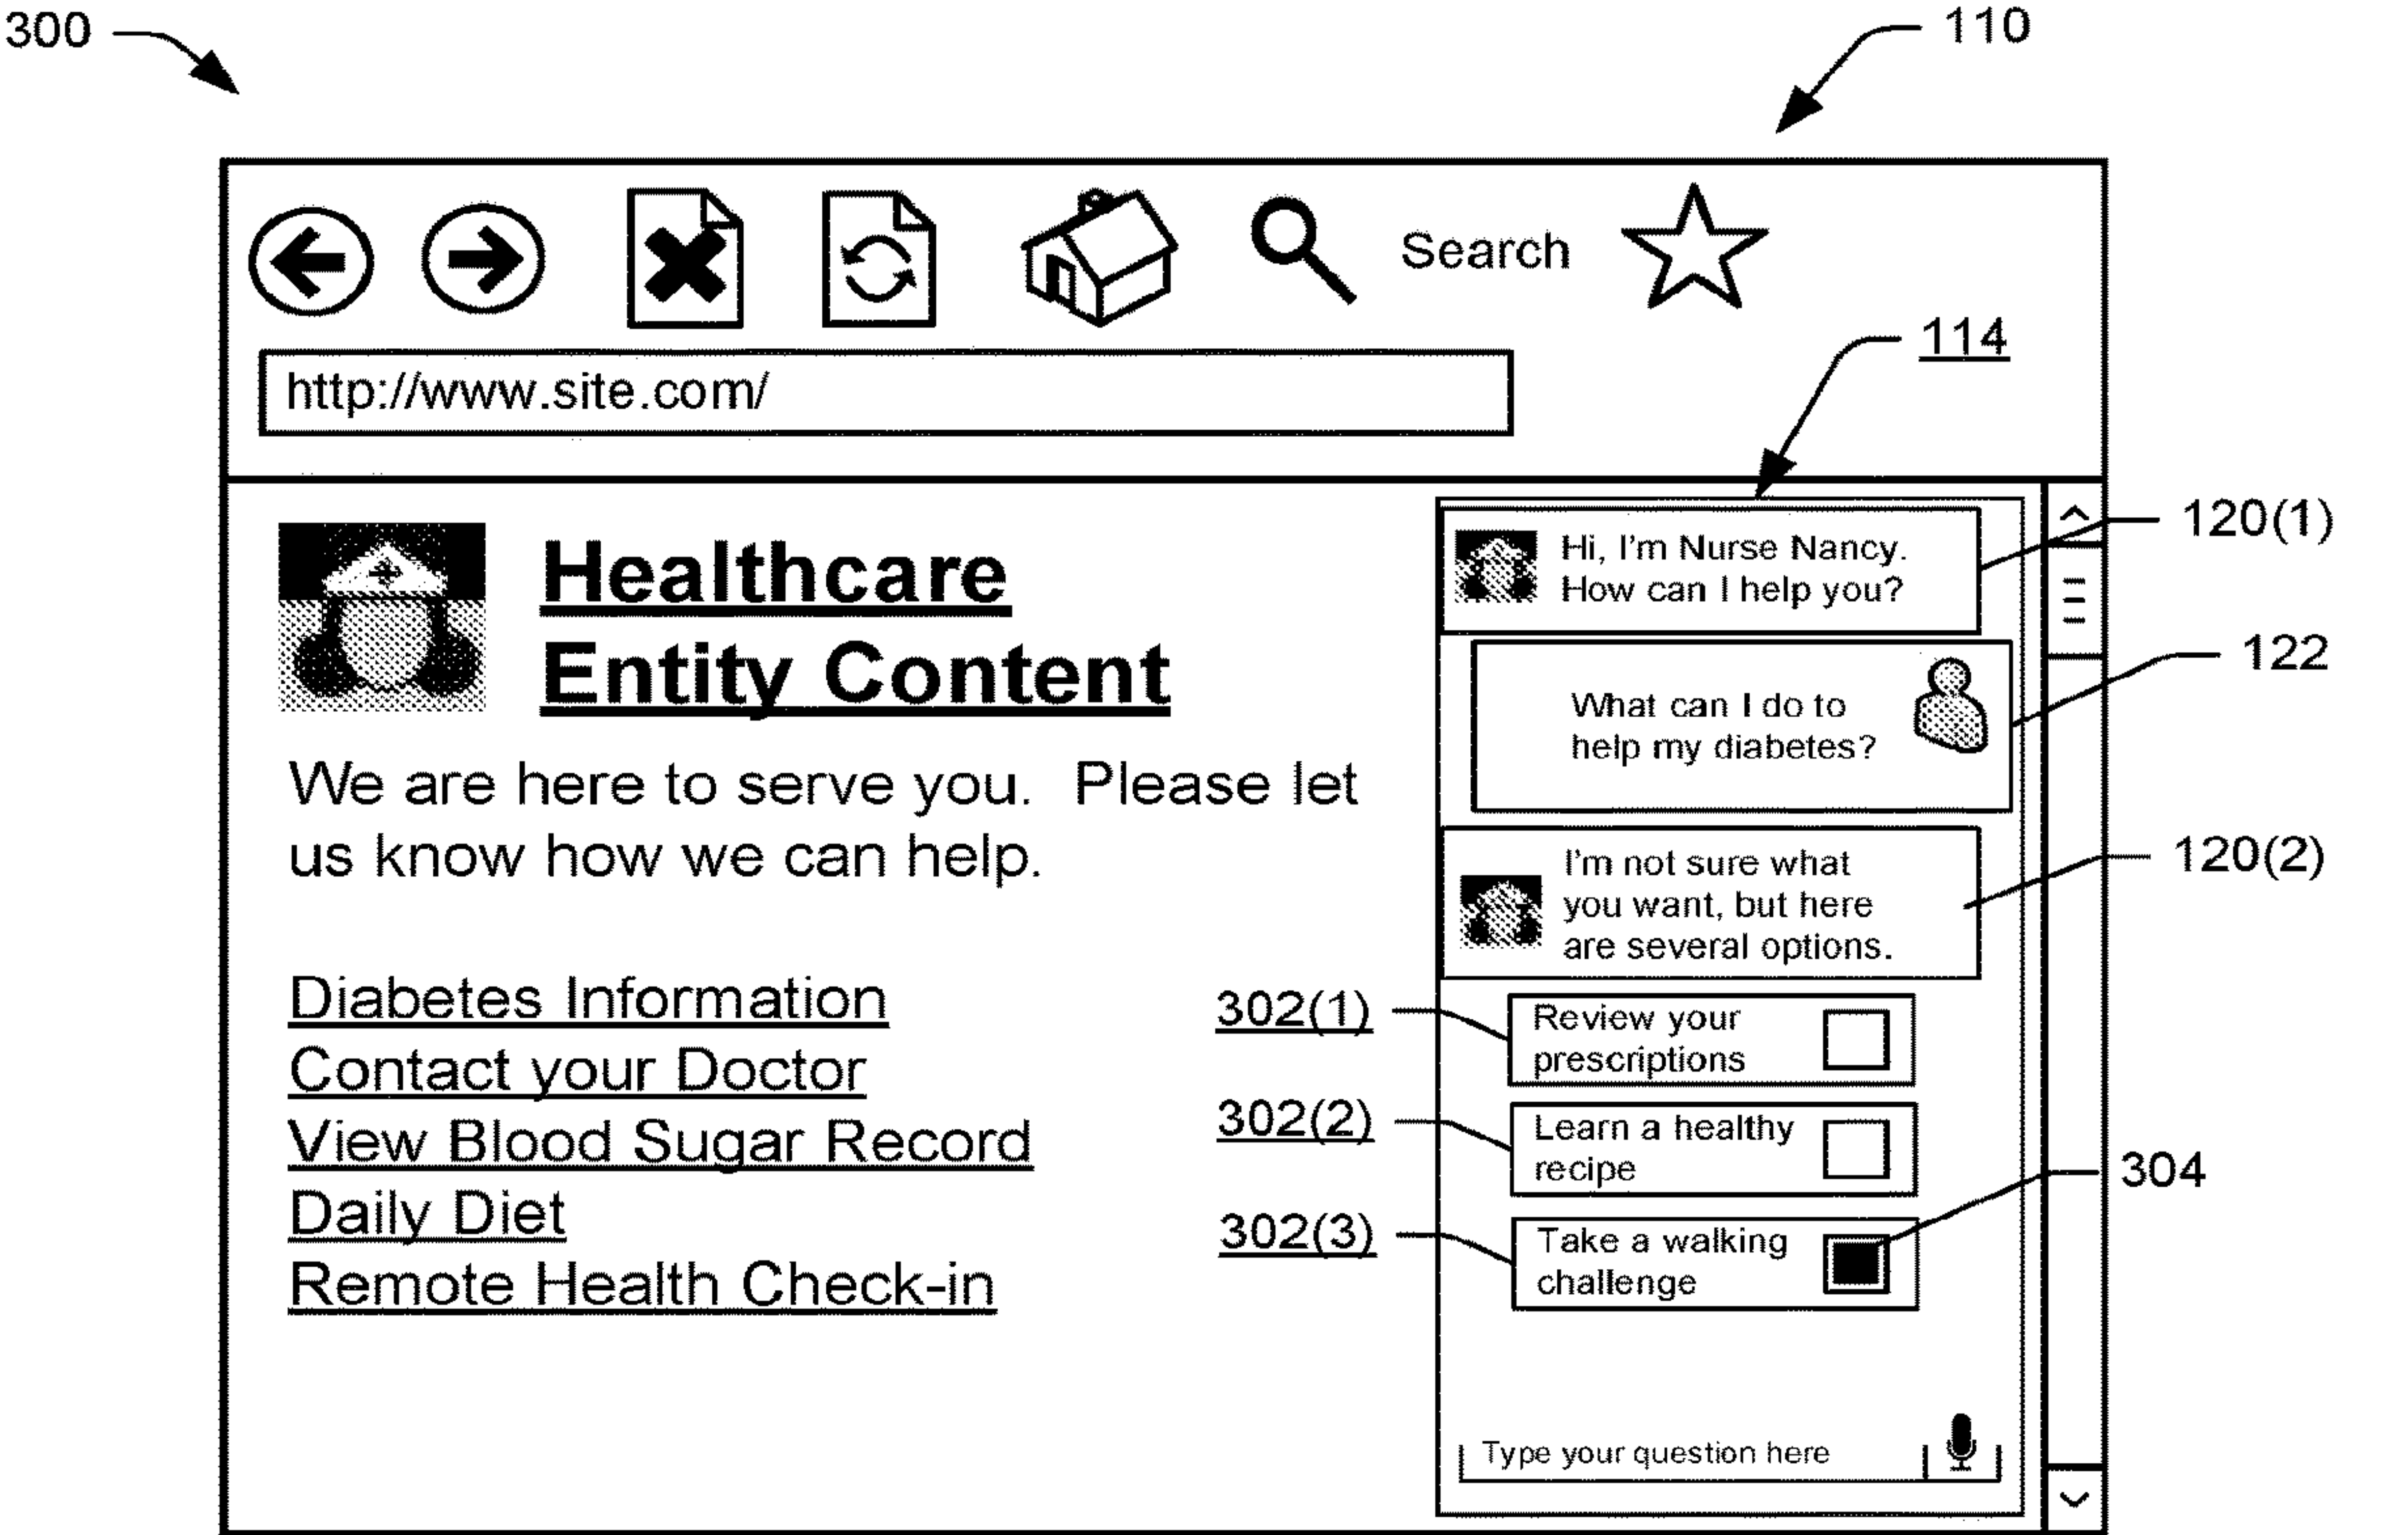 300
110
Search
114
http://www.site.com/
Healthcare
Entity Content
We are here to serve you. Please let
us know how we can help.
Diabetes Information
Contact your Doctor
View Blood Sugar Record
Daily Diet
Remote Health Check-in
Hi, I'm Nurse Nancy.
How can I help you?
120(1)
What can I do to
help my diabetes?
122
I'm not sure what
you want, but here
are several options.
120(2)
302(1)
Review your
prescriptions
302(2)
Learn a healthy
recipe
304
302(3)
Take a walking
challenge
Type your question here